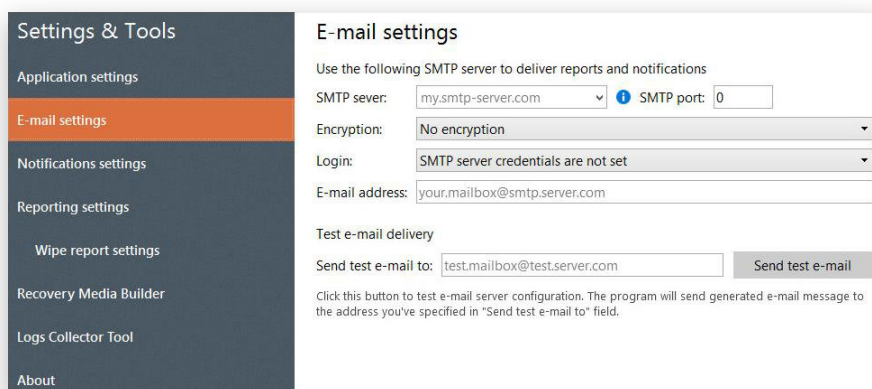 Settings & Tools
Application settings
E-mail settings
Notifications settings
Reporting settings
Wipe report settings
Recovery Media Builder
Logs Collector Tool
About
E-mail settings
Use the following SMTP server to deliver reports and notifications
SMTP sever: my.smtp-server.com SMTP port: 0
Encryption: No encryption
Login: SMTP server credentials are not set
E-mail address: your.mailbox@smtp.server.com
Test e-mail delivery
Send test e-mail to: test.mailbox@test.server.com Send test e-mail
Click this button to test e-mail server configuration. The program will send generated e-mail message to
the address you've specified in "Send test e-mail to" field.